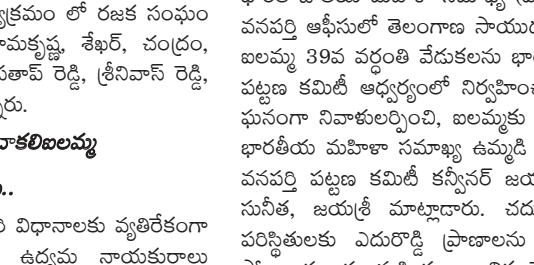 క్రమం లో రజక సంఘం
మకృష్ణ, శేఖర్, చంద్రం,
తాప్ రెడ్డి, శ్రీనివాస్ రెడ్డి,
రు.
కలిఐలమ్మ
..
విధానాలకు వ్యతిరేకంగా
ఉద్యమ నాయకురాలు
వనపర్తి ఆఫీసులో తెలంగాణ సాయుధ
ఐలమ్మ 39వ వర్ధంతి వేడుకలను భా
పట్టణ కమిటీ ఆధ్వర్యంలో నిర్వహించ
ఘనంగా నివాళులర్పించి, ఐలమ్మకు
భారతీయ మహిళా సమాఖ్య ఉమ్మడి
వనపర్తి పట్టణ కమిటీ కన్వీనర్ జయ
సునీత, జయశ్రీ మాట్లాడారు. చదు
పరిస్థితులకు ఎదురొడ్డి ప్రాణాలను